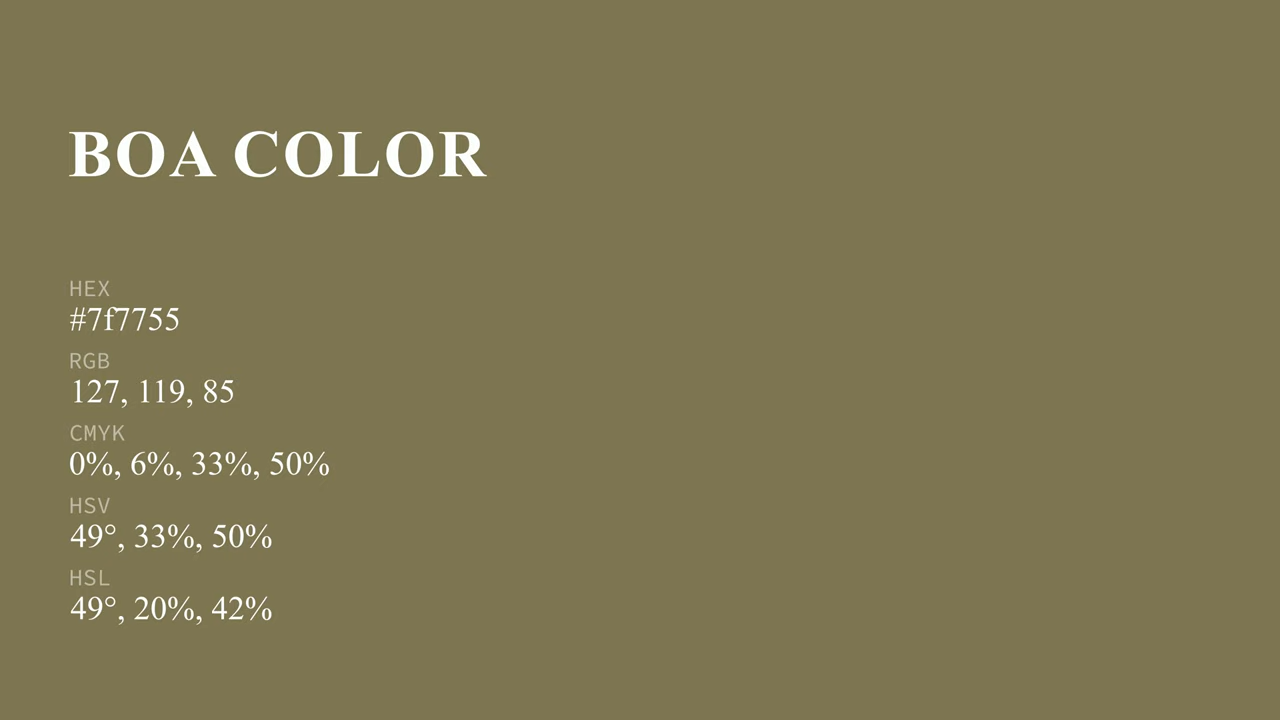 BOA COLOR
HEX
#7f7755
RGB
127, 119, 85
CMYK
0%, 6%, 33%, 50%
HSV
49°, 33%, 50%
HSL
49°, 20%, 42%